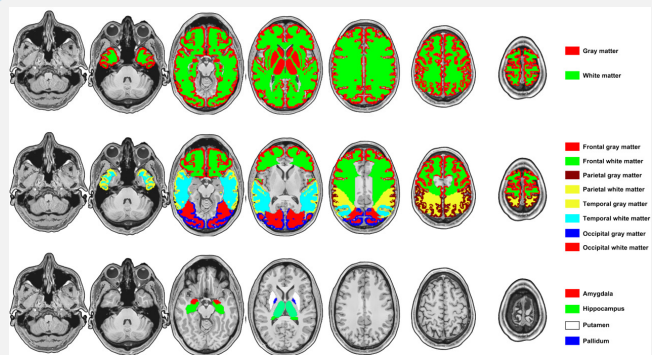 Gray matter
White matter
Frontal gray matter
Frontal white matter
Parietal gray matter
Parietal white matter
Temporal gray matter
Temporal white matter
Occipital gray matter
Occipital white matter
Amygdala
Hippocampus
Putamen
Pallidum